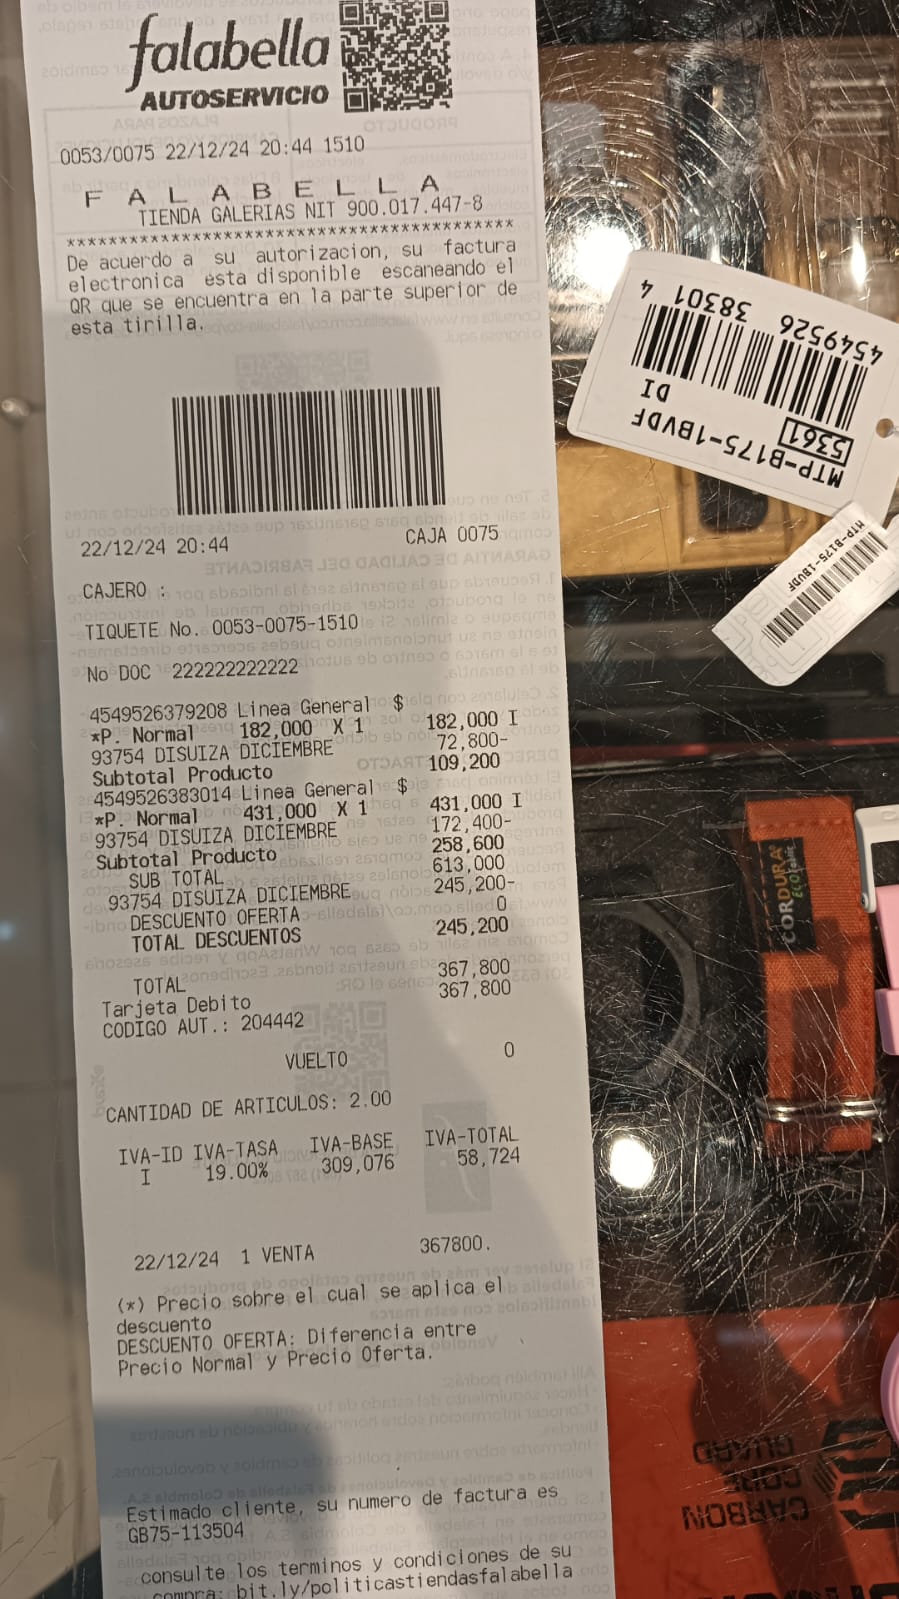 falabella
AUTOSERVICIO
0053/0075 22/12/24 20:44 1510
F A L A B E L L A
TIENDA GALERIAS NIT 900.017.447-8
*******************************************
De acuerdo a su autorizacion, su factura
electronica esta disponible escaneando el
QR que se encuentra en la parte superior de
esta tirilla.
22/12/24 20:44 CAJA 0075
CAJERO :
TIQUETE No. 0053-0075-1510
No DOC 222222222222
4549526379208 Linea General $
*P. Normal 182,000 X 1 182,000 I
93754 DISUIZA DICIEMBRE 72,800-
Subtotal Producto 109,200
4549526383014 Linea General $
*P. Normal 431,000 X 1 431,000 I
93754 DISUIZA DICIEMBRE 172,400-
Subtotal Producto 258,600
SUB TOTAL 613,000
93754 DISUIZA DICIEMBRE 245,200-
DESCUENTO OFERTA 0
TOTAL DESCUENTOS 245,200
TOTAL 367,800
Tarjeta Debito 367,800
CODIGO AUT.: 204442
VUELTO 0
CANTIDAD DE ARTICULOS: 2.00
IVA-ID IVA-TASA IVA-BASE IVA-TOTAL
I 19.00% 309,076 58,724
22/12/24 1 VENTA 367800.
(*) Precio sobre el cual se aplica el
descuento
DESCUENTO OFERTA: Diferencia entre
Precio Normal y Precio Oferta.
Estimado cliente, su numero de factura es
GB75-113504
consulte los terminos y condiciones de su
compra: bit.ly/politicastiendasfalabella
MTP-B175-1BVDF
5361
DI
4549526 38301 4
MTP-B175-1BVDF
CORDURA
ECO fabric
CARBON
CORE
GUARD